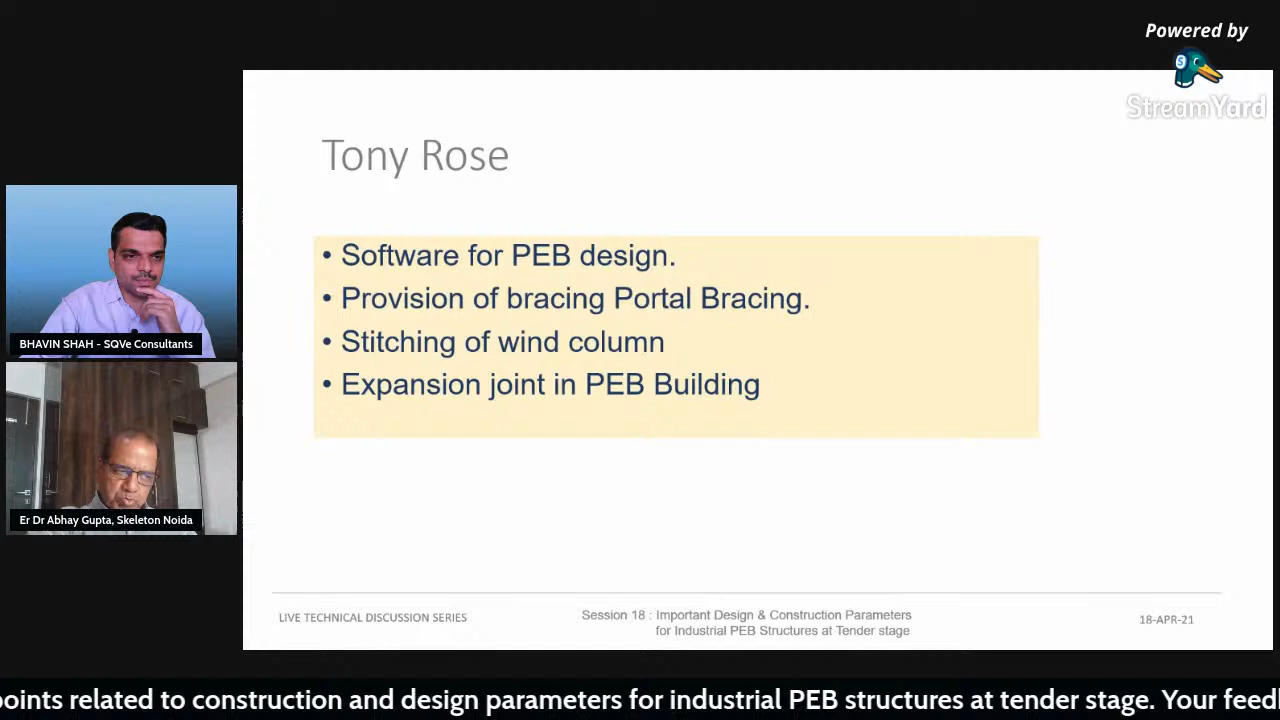 Powered by
StreamYard
Tony Rose
• Software for PEB design.
• Provision of bracing Portal Bracing.
• Stitching of wind column
• Expansion joint in PEB Building
BHAVIN SHAH - SQVe Consultants
Er Dr Abhay Gupta, Skeleton Noida
LIVE TECHNICAL DISCUSSION SERIES
Session 18 : Important Design & Construction Parameters
for Industrial PEB Structures at Tender stage
18-APR-21
points related to construction and design parameters for industrial PEB structures at tender stage. Your feed